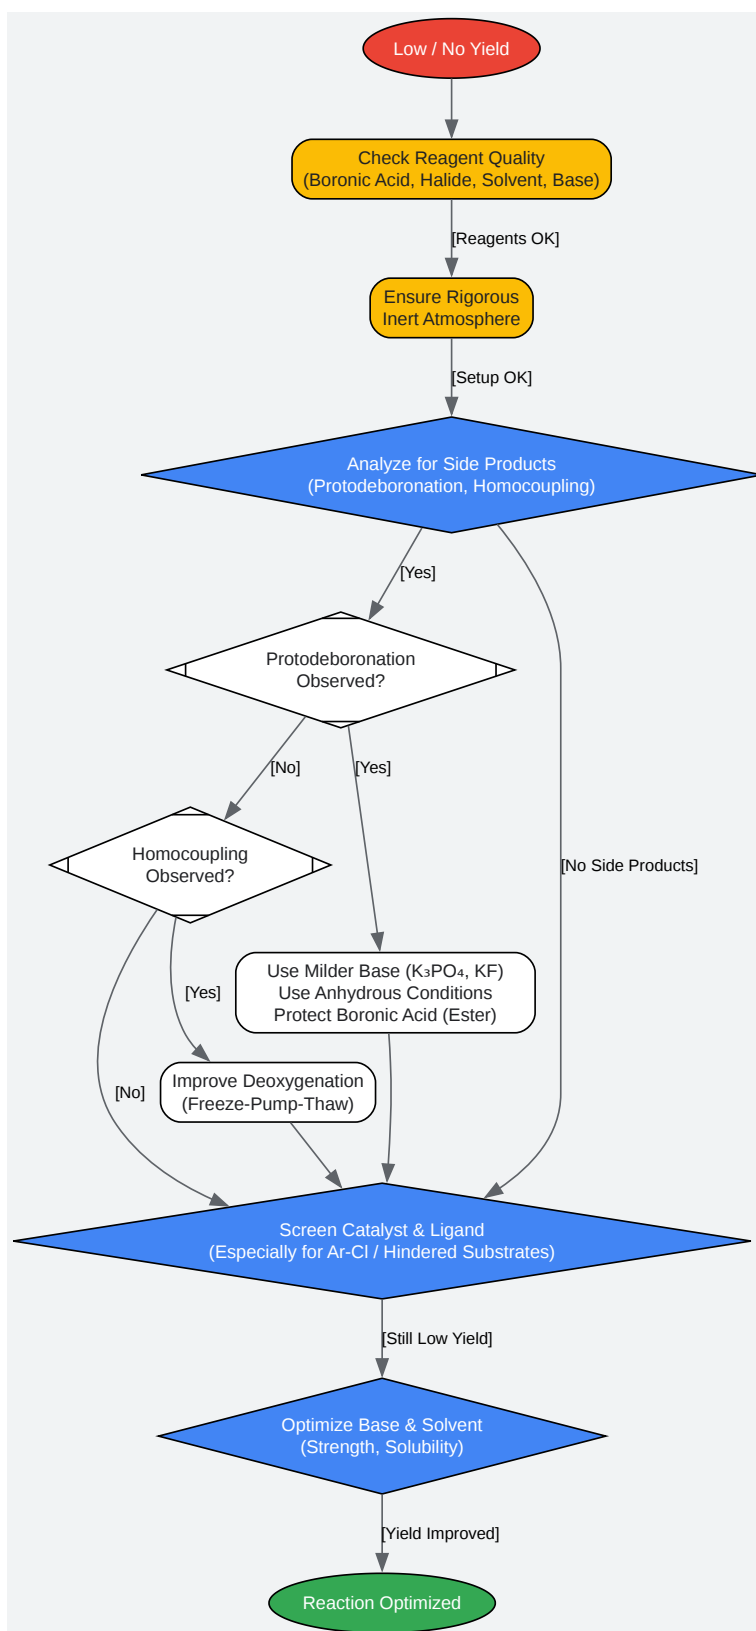 Low / No Yield
Check Reagent Quality
(Boronic Acid, Halide, Solvent, Base)
[Reagents OK]
Ensure Rigorous
Inert Atmosphere
[Setup OK]
Analyze for Side Products
(Protodeboronation, Homocoupling)
[Yes]
Protodeboronation
Observed?
[No]
[Yes]
Homocoupling
Observed?
[No Side Products]
Use Milder Base (K₃PO₄, KF)
Use Anhydrous Conditions
Protect Boronic Acid (Ester)
[Yes]
Improve Deoxygenation
(Freeze-Pump-Thaw)
[No]
Screen Catalyst & Ligand
(Especially for Ar-Cl / Hindered Substrates)
[Still Low Yield]
Optimize Base & Solvent
(Strength, Solubility)
[Yield Improved]
Reaction Optimized